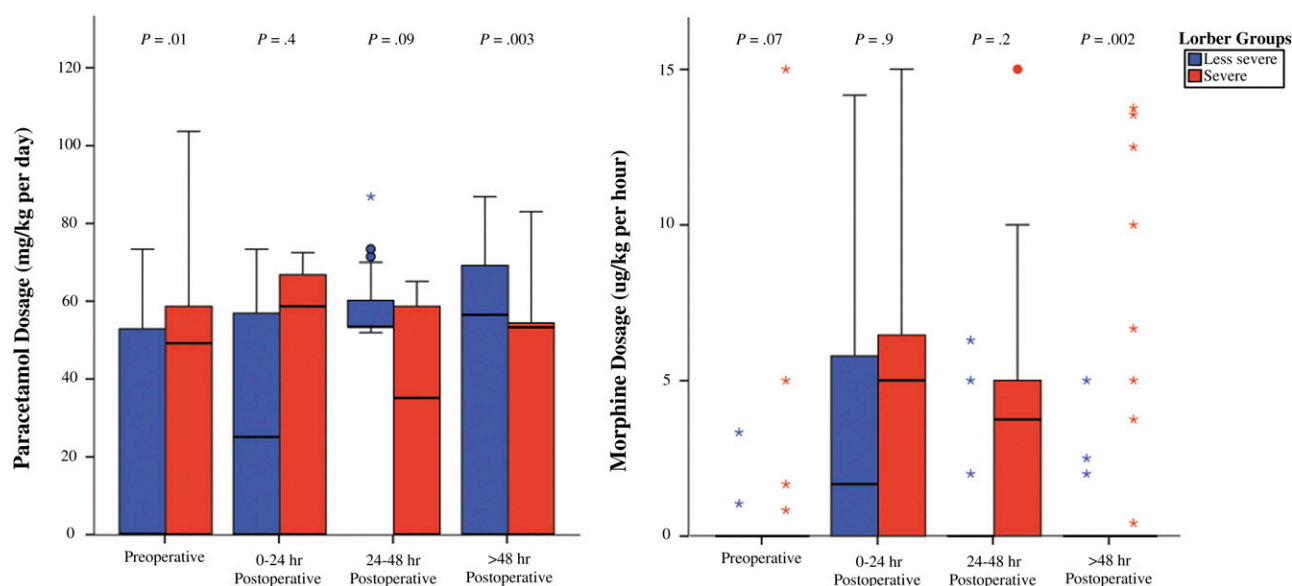 P = .01 P = .4 P = .09 P = .003
120
100
80
60
40
20
0
Paracetamol Dosage (mg/kg per day)
Preoperative 0-24 hr 24-48 hr >48 hr
Postoperative Postoperative Postoperative
P = .07 P = .9 P = .2 P = .002
15
10
5
0
Morphine Dosage (ug/kg per hour)
Preoperative 0-24 hr 24-48 hr >48 hr
Postoperative Postoperative Postoperative
Lorber Groups
Less severe
Severe